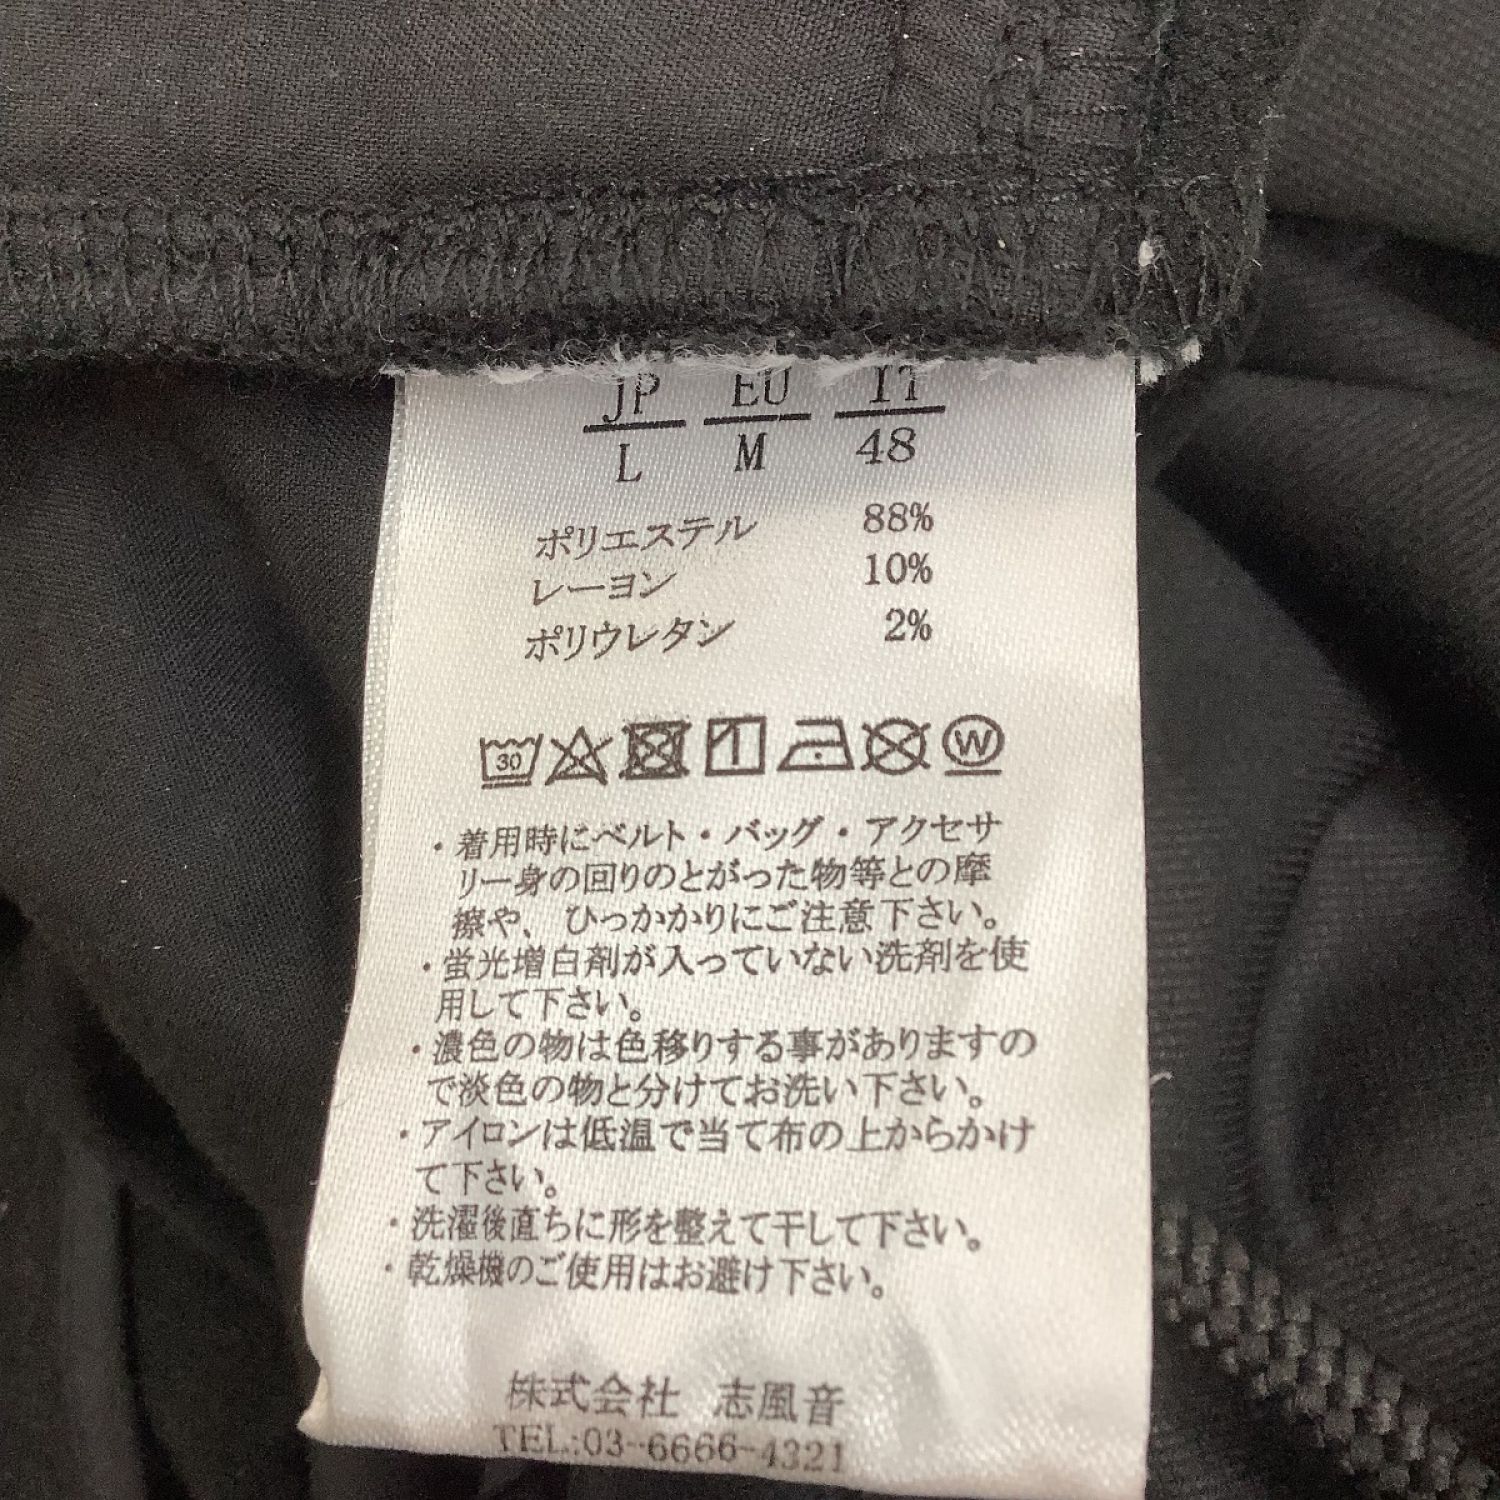 JP EU IT
L M 48
ポリエステル 88%
レーヨン 10%
ポリウレタン 2%
30 W
・着用時にベルト・バッグ・アクセサ
リー身の回りのとがった物等との摩
擦や、ひっかかりにご注意下さい。
・蛍光増白剤が入っていない洗剤を使
用して下さい。
・濃色の物は色移りする事がありますの
で淡色の物と分けてお洗い下さい。
・アイロンは低温で当て布の上からかけ
て下さい。
・洗濯後直ちに形を整えて干して下さい。
・乾燥機のご使用はお避け下さい。
株式会社 志風音
TEL:03-6666-4321